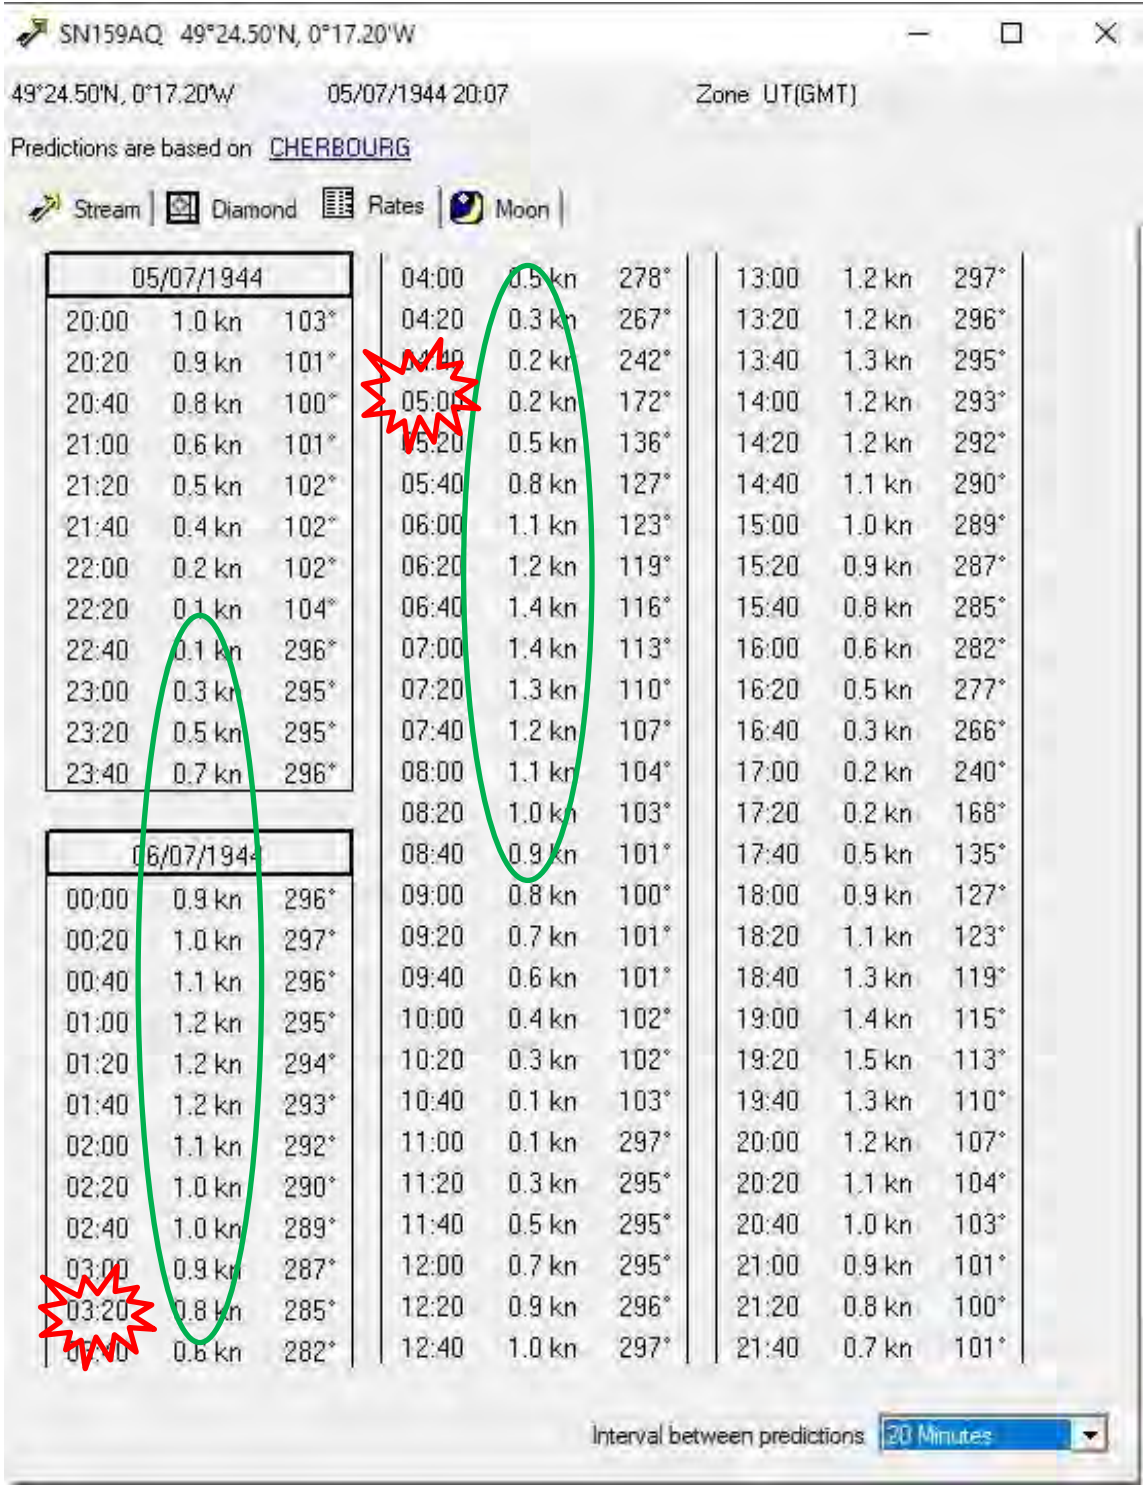 SN159AQ 49°24.50'N, 0°17.20'W
49°24.50'N, 0°17.20'W 05/07/1944 20:07 Zone UT(GMT)
Predictions are based on CHERBOURG
Stream Diamond Rates Moon
05/07/1944
20:00 1.0 kn 103°
20:20 0.9 kn 101°
20:40 0.8 kn 100°
21:00 0.6 kn 101°
21:20 0.5 kn 102°
21:40 0.4 kn 102°
22:00 0.2 kn 102°
22:20 0.1 kn 104°
22:40 0.1 kn 296°
23:00 0.3 kn 295°
23:20 0.5 kn 295°
23:40 0.7 kn 296°
06/07/1944
00:00 0.9 kn 296°
00:20 1.0 kn 297°
00:40 1.1 kn 296°
01:00 1.2 kn 295°
01:20 1.2 kn 294°
01:40 1.2 kn 293°
02:00 1.1 kn 292°
02:20 1.0 kn 290°
02:40 1.0 kn 289°
03:00 0.9 kn 287°
03:20 0.8 kn 285°
03:40 0.6 kn 282°
04:00 0.5 kn 278°
04:20 0.3 kn 267°
04:40 0.2 kn 242°
05:00 0.2 kn 172°
05:20 0.5 kn 136°
05:40 0.8 kn 127°
06:00 1.1 kn 123°
06:20 1.2 kn 119°
06:40 1.4 kn 116°
07:00 1.4 kn 113°
07:20 1.3 kn 110°
07:40 1.2 kn 107°
08:00 1.1 kn 104°
08:20 1.0 kn 103°
08:40 0.9 kn 101°
09:00 0.8 kn 100°
09:20 0.7 kn 101°
09:40 0.6 kn 101°
10:00 0.4 kn 102°
10:20 0.3 kn 102°
10:40 0.1 kn 103°
11:00 0.1 kn 297°
11:20 0.3 kn 295°
11:40 0.5 kn 295°
12:00 0.7 kn 295°
12:20 0.9 kn 296°
12:40 1.0 kn 297°
13:00 1.2 kn 297°
13:20 1.2 kn 296°
13:40 1.3 kn 295°
14:00 1.2 kn 293°
14:20 1.2 kn 292°
14:40 1.1 kn 290°
15:00 1.0 kn 289°
15:20 0.9 kn 287°
15:40 0.8 kn 285°
16:00 0.6 kn 282°
16:20 0.5 kn 277°
16:40 0.3 kn 266°
17:00 0.2 kn 240°
17:20 0.2 kn 168°
17:40 0.5 kn 135°
18:00 0.9 kn 127°
18:20 1.1 kn 123°
18:40 1.3 kn 119°
19:00 1.4 kn 115°
19:20 1.5 kn 113°
19:40 1.3 kn 110°
20:00 1.2 kn 107°
20:20 1.1 kn 104°
20:40 1.0 kn 103°
21:00 0.9 kn 101°
21:20 0.8 kn 100°
21:40 0.7 kn 101°
Interval between predictions 20 Minutes